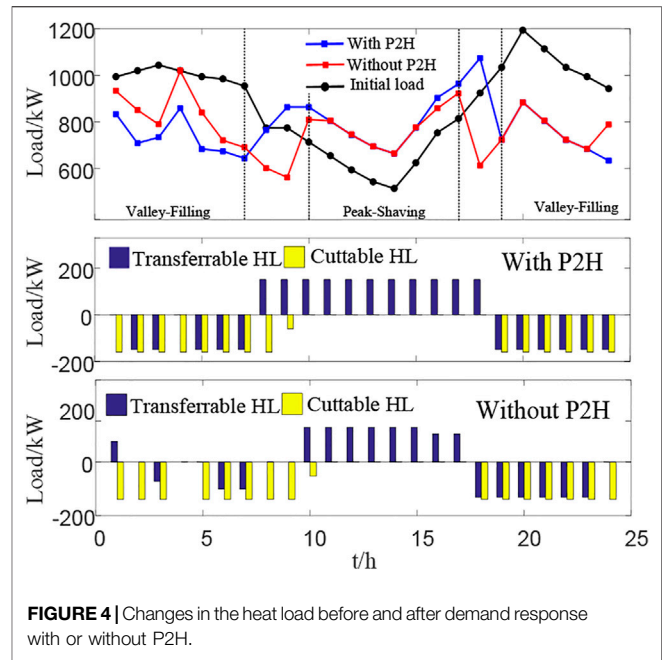 1200
1000
800
600
Load/kW
With P2H
Without P2H
Initial load
Valley-Filling
Peak-Shaving
Valley-Filling
200
0
-200
Load/kW
Transferrable HL
Cuttable HL
With P2H
200
0
-200
Load/kW
Transferrable HL
Cuttable HL
Without P2H
0
5
10
15
20
25
t/h
FIGURE 4 | Changes in the heat load before and after demand response
with or without P2H.